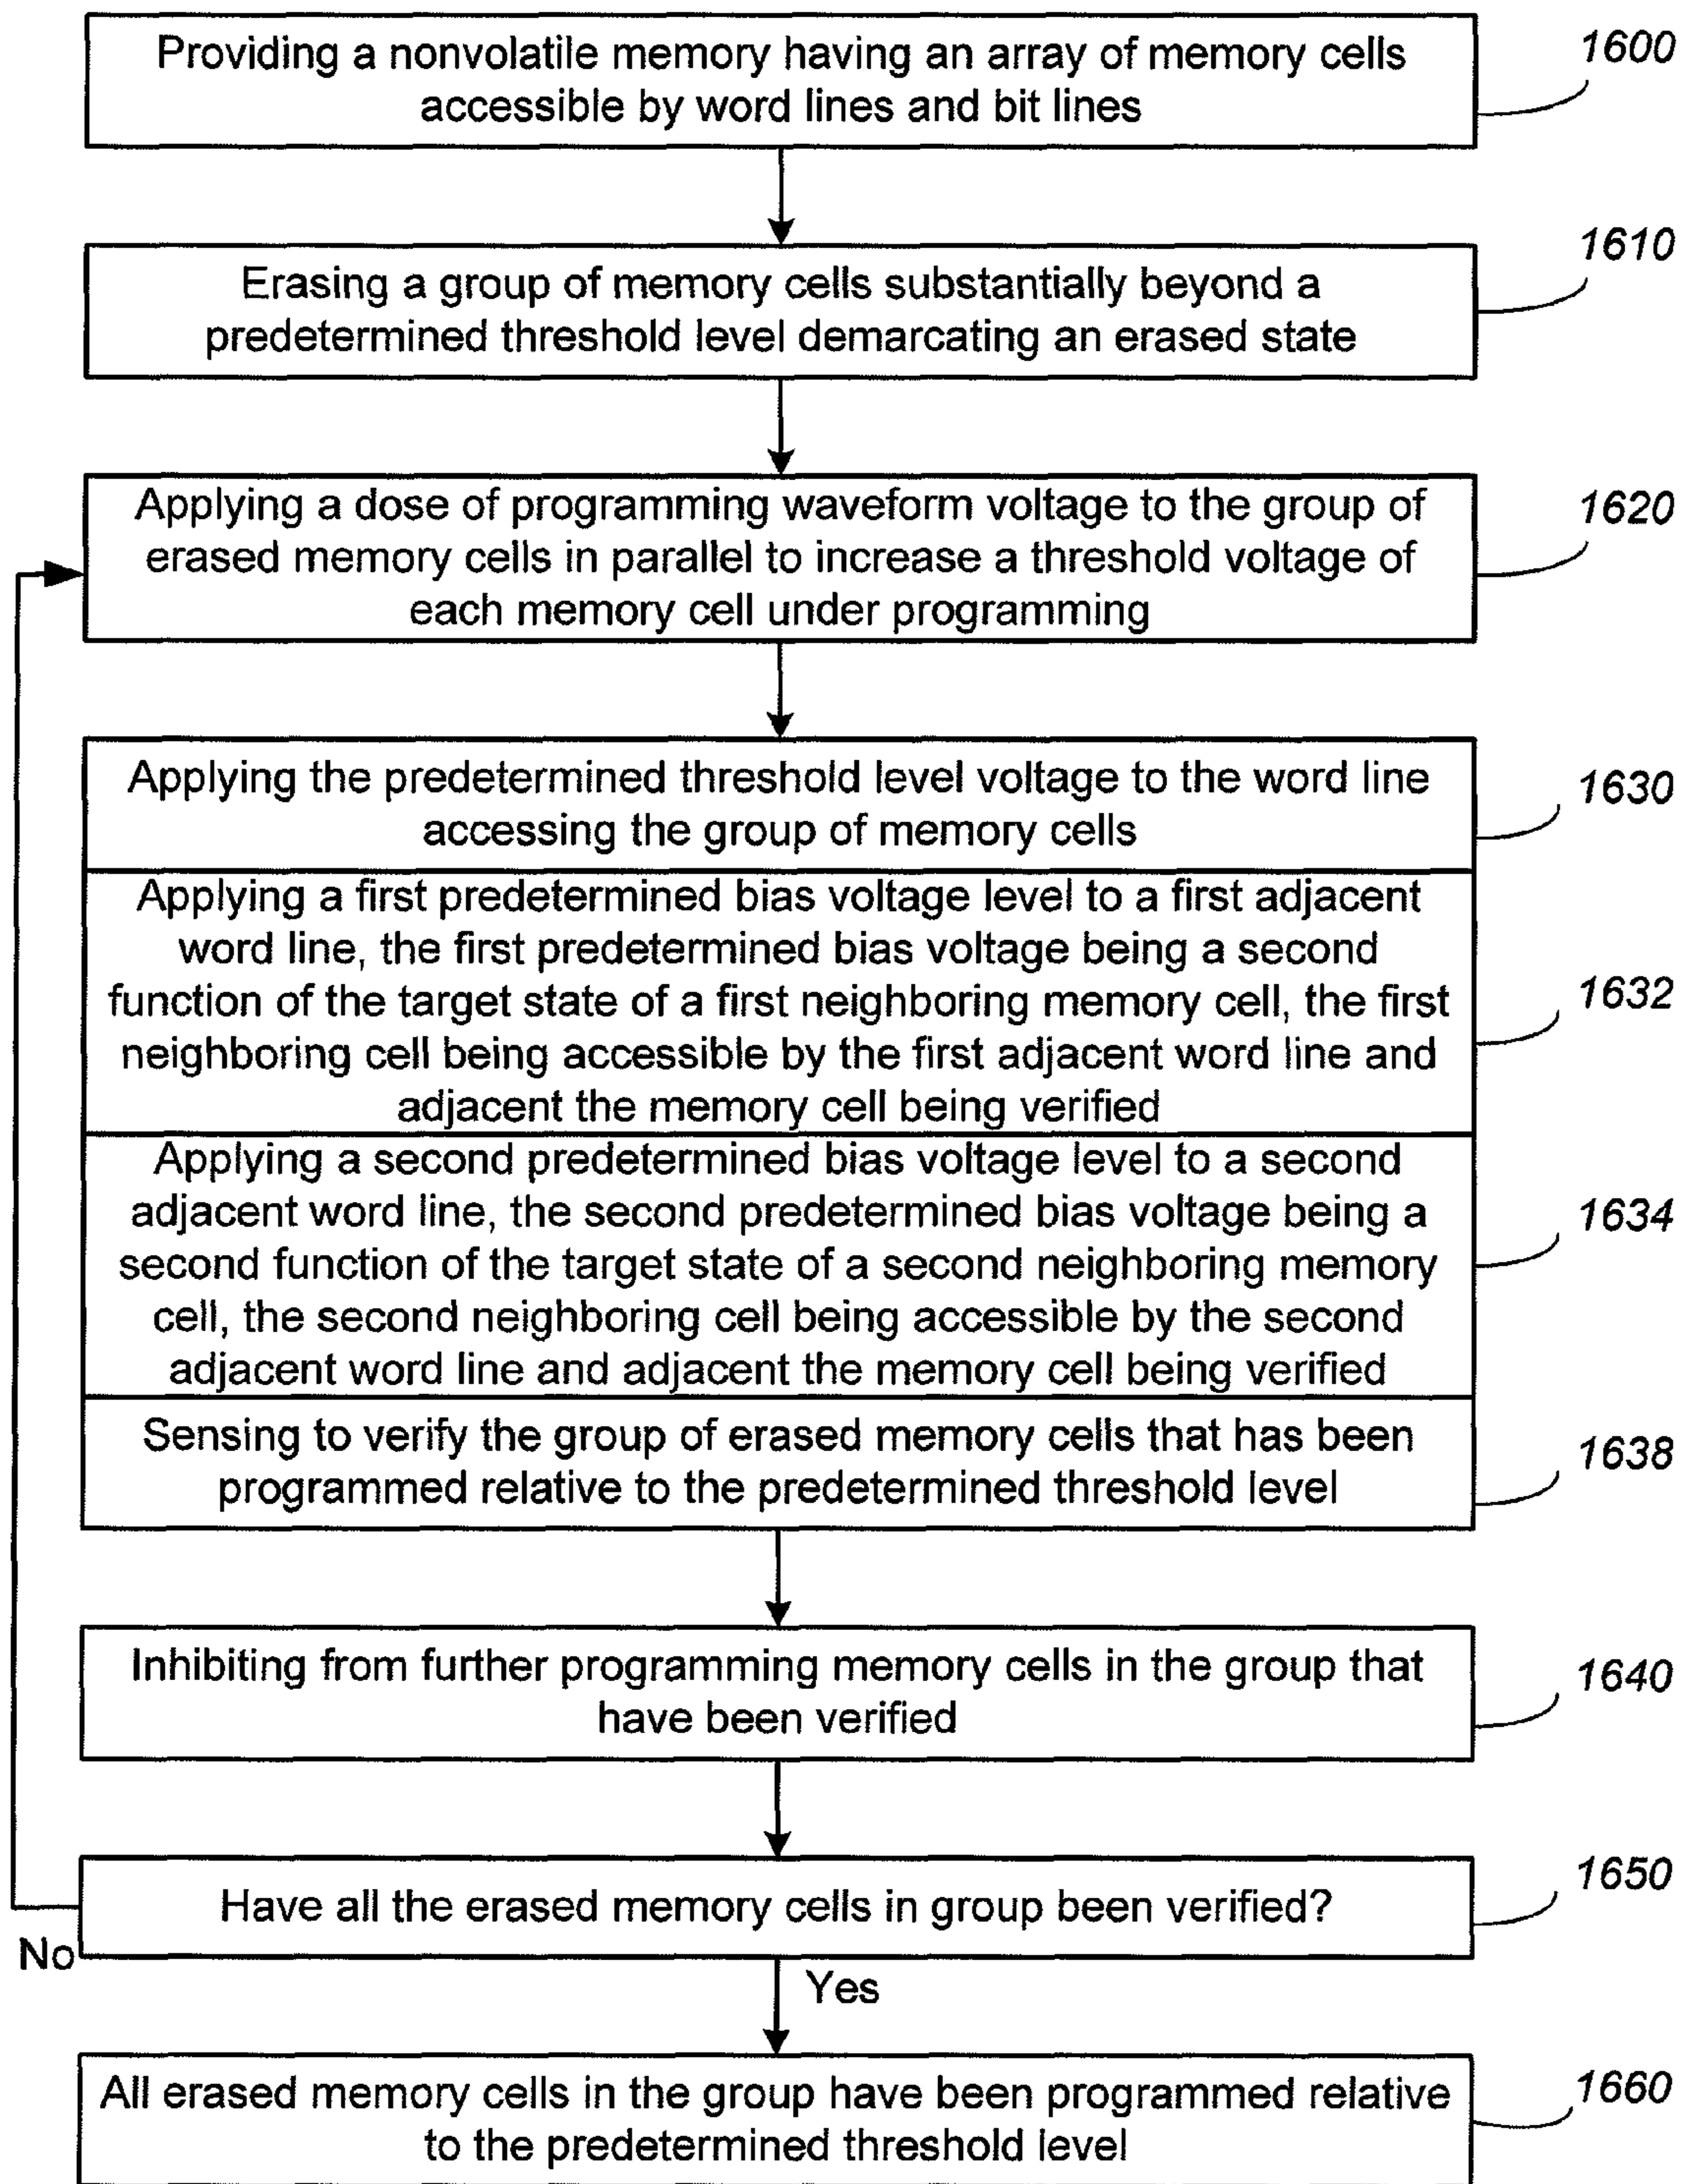 Providing a nonvolatile memory having an array of memory cells
accessible by word lines and bit lines
1600
Erasing a group of memory cells substantially beyond a
predetermined threshold level demarcating an erased state
1610
Applying a dose of programming waveform voltage to the group of
erased memory cells in parallel to increase a threshold voltage of
each memory cell under programming
1620
Applying the predetermined threshold level voltage to the word line
accessing the group of memory cells
1630
Applying a first predetermined bias voltage level to a first adjacent
word line, the first predetermined bias voltage being a second
function of the target state of a first neighboring memory cell, the first
neighboring cell being accessible by the first adjacent word line and
adjacent the memory cell being verified
1632
Applying a second predetermined bias voltage level to a second
adjacent word line, the second predetermined bias voltage being a
second function of the target state of a second neighboring memory
cell, the second neighboring cell being accessible by the second
adjacent word line and adjacent the memory cell being verified
1634
Sensing to verify the group of erased memory cells that has been
programmed relative to the predetermined threshold level
1638
Inhibiting from further programming memory cells in the group that
have been verified
1640
Have all the erased memory cells in group been verified?
1650
No
Yes
All erased memory cells in the group have been programmed relative
to the predetermined threshold level
1660